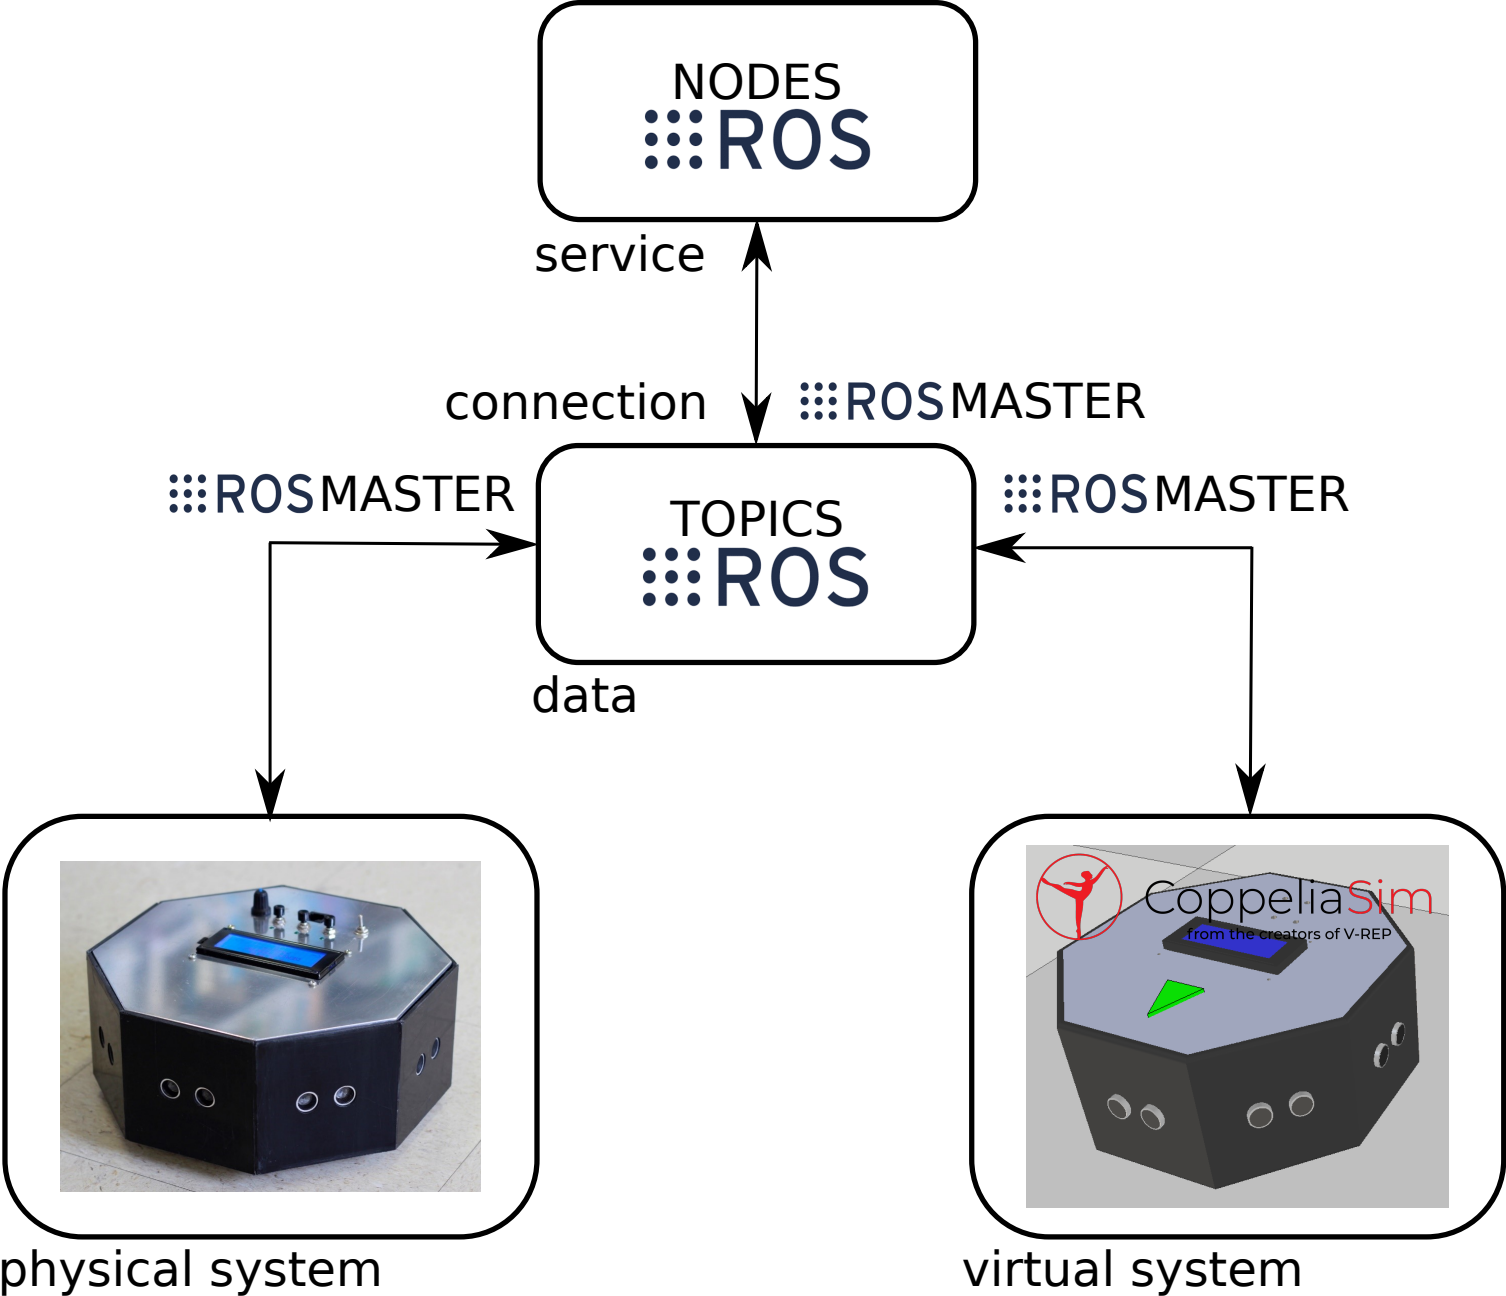 NODES
ROS
service
connection
ROS MASTER
ROS MASTER
TOPICS
ROS
ROS MASTER
data
CoppeliaSim
from the creators of V-REP
physical system
virtual system